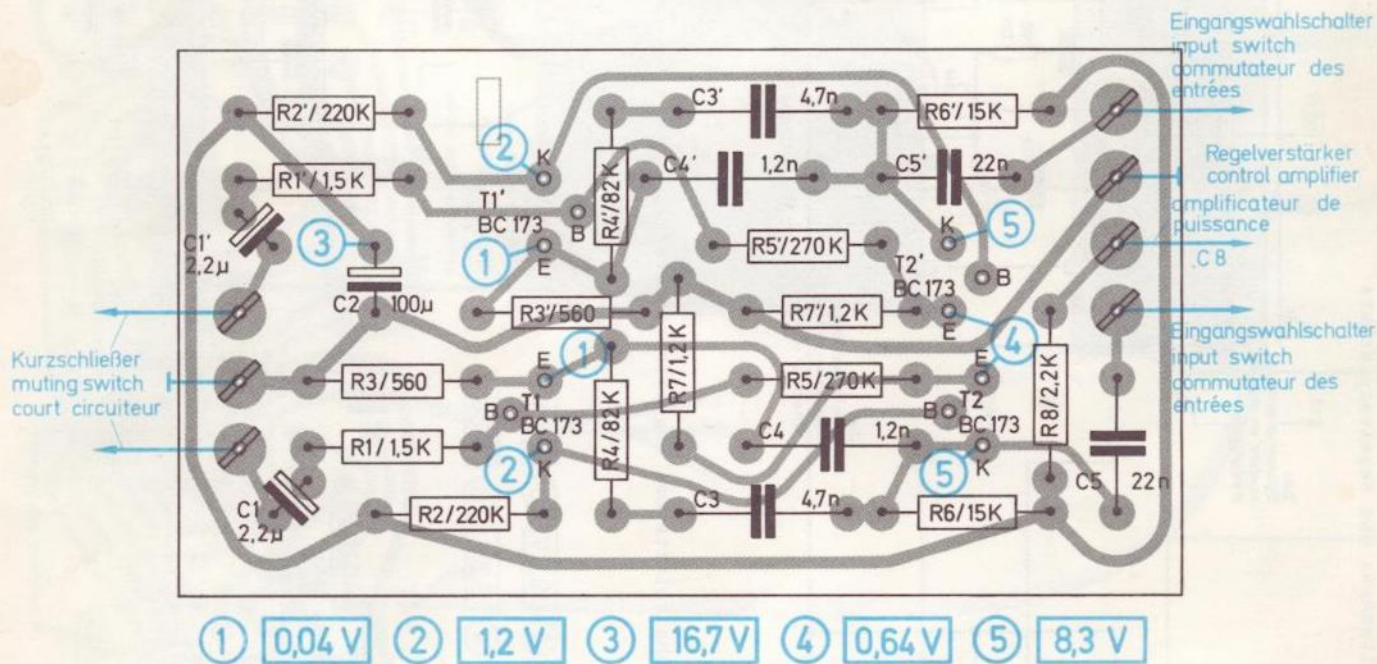 Eingangswahlschalter
input switch
commutateur des
entrées
R2'/220K
C3'
4,7n
R6'/15K
2
K
R1'/1,5K
C4'
1,2n
C5'
22n
Regelverstärker
control amplifier
T1'
BC 173
B
R4'/82K
K
5
amplificateur de
puissance
C1'
2,2µ
3
1
E
R5'/270K
T2'
BC 173
B
C 8
C2
100µ
R3'/560
R7'/1,2K
E
4
Kurzschließer
muting switch
court circuiteur
R3/560
E
1
R7/1,2K
R5/270K
E
R8/2,2K
Eingangswahlschalter
input switch
commutateur des
entrées
B
T1
BC 173
B
T2
BC 173
R1/1,5K
2
K
R4/82K
C4
1,2n
5
K
C5
22n
C1
2,2µ
R2/220K
C3
4,7n
R6/15K
1 0,04 V 2 1,2 V 3 16,7 V 4 0,64 V 5 8,3 V